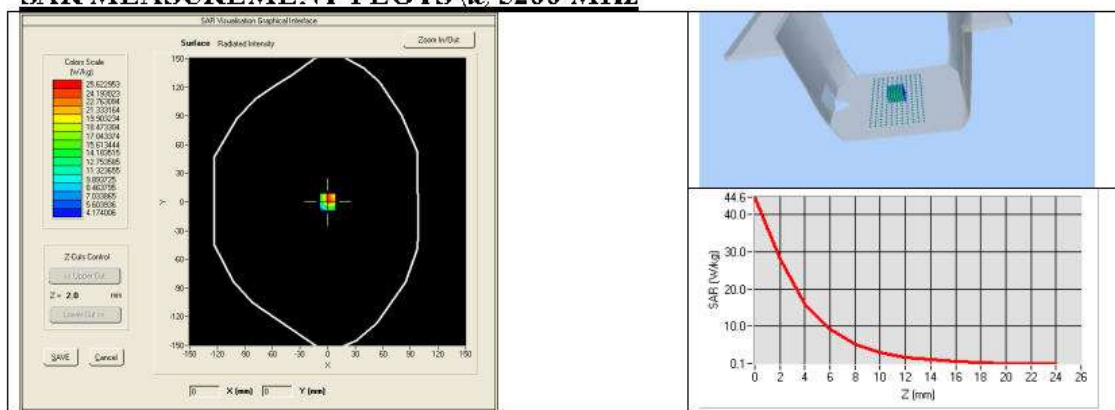 SAR MEASUREMENT PLOTS @ 5200 MHz
SAR Visualisation Graphical Interface
Surface Radiated Intensity
Zoom In/Out
Colors Scale
(W/kg)
25.622953
24.193023
22.763094
21.333164
19.903234
18.473304
17.043374
15.613444
14.183515
12.753585
11.323655
9.893725
8.463795
7.033865
5.603936
4.174006
Z-Cuts Control
<< Upper Cut
Z = 2.0 mm
Lower Cut >>
SAVE Cancel
150-
120-
90-
60-
30-
0-
-30-
-60-
-90-
-120-
-150-
Y
-150 -120 -90 -60 -30 0 30 60 90 120 150
X
0 X (mm) 0 Y (mm)
44.6
40.0
30.0
20.0
10.0
0.1
SAR (W/kg)
0 2 4 6 8 10 12 14 16 18 20 22 24 26
Z (mm)